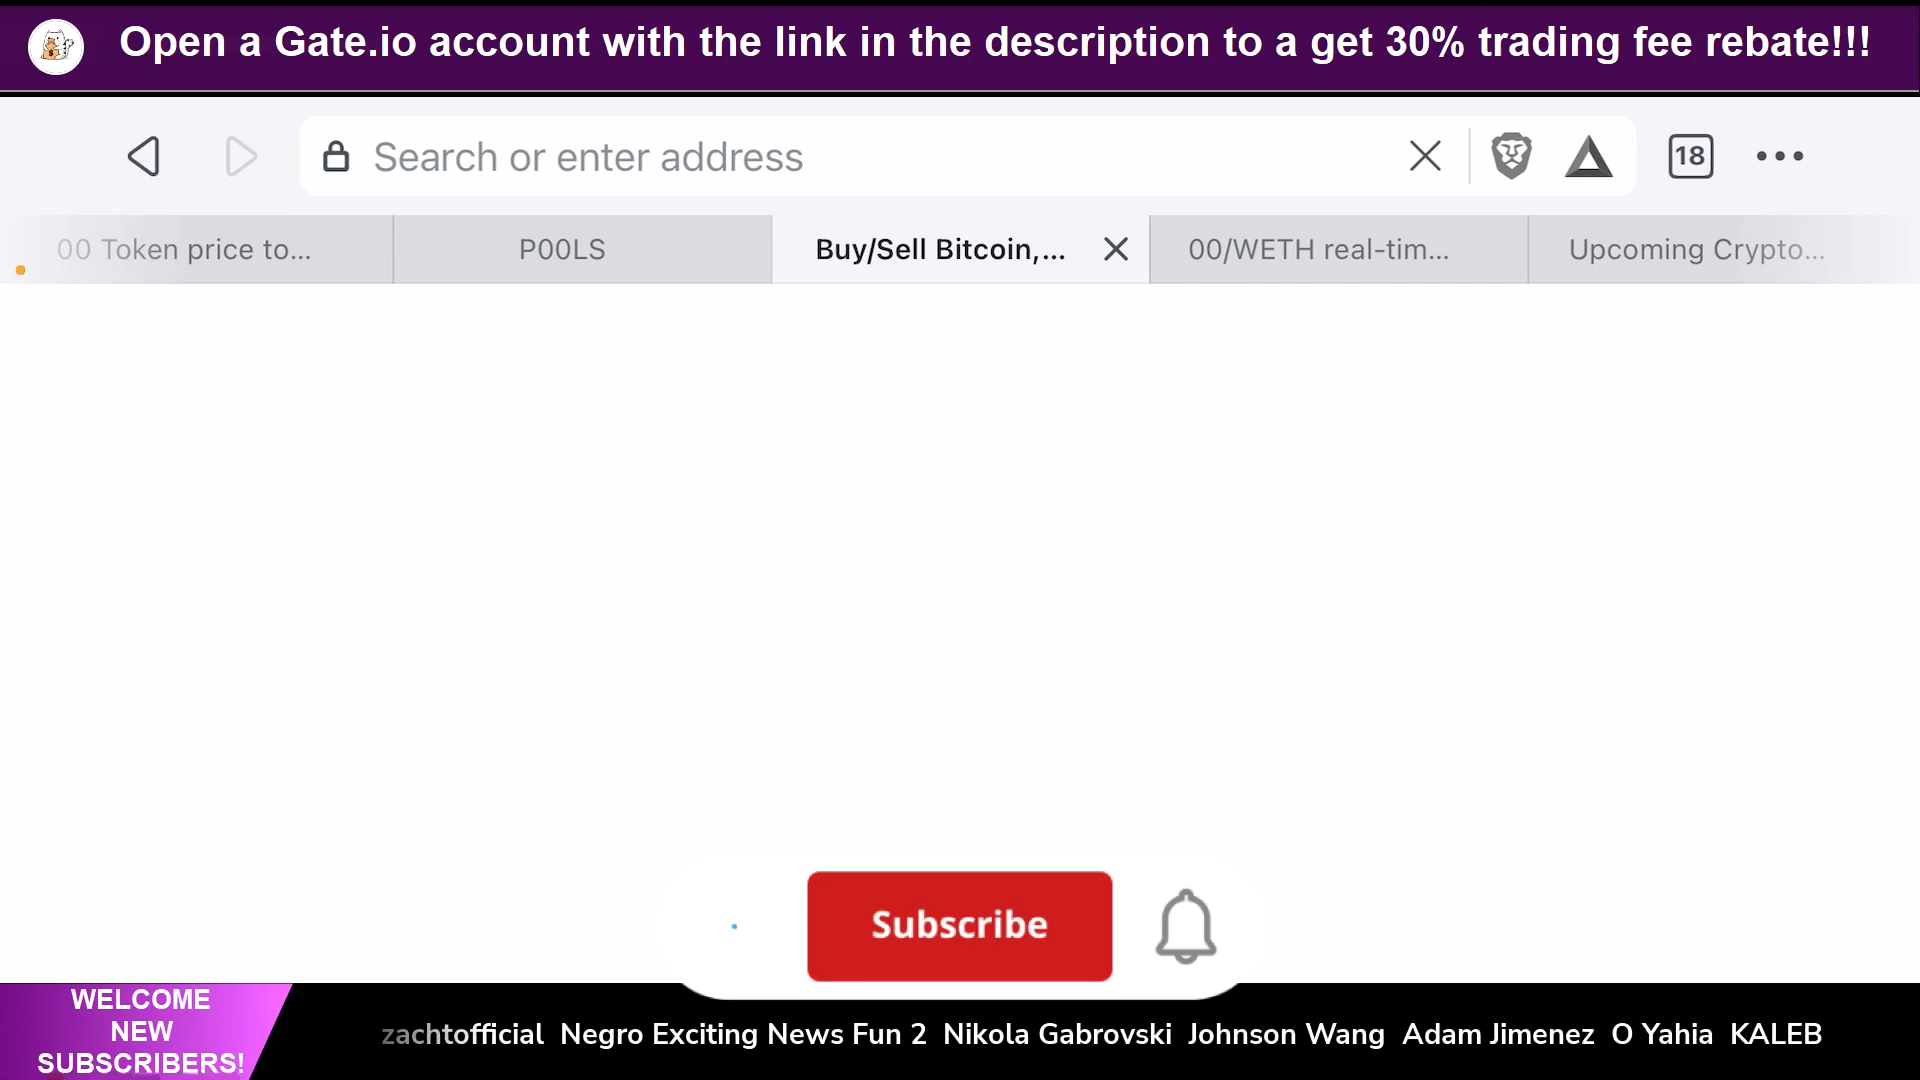 Open a Gate.io account with the link in the description to a get 30% trading fee rebate!!!
Search or enter address
18
00 Token price to...
P00LS
Buy/Sell Bitcoin,...
00/WETH real-tim...
Upcoming Crypto...
Subscribe
WELCOME
NEW
SUBSCRIBERS!
zachtofficial Negro Exciting News Fun 2 Nikola Gabrovski Johnson Wang Adam Jimenez O Yahia KALEB